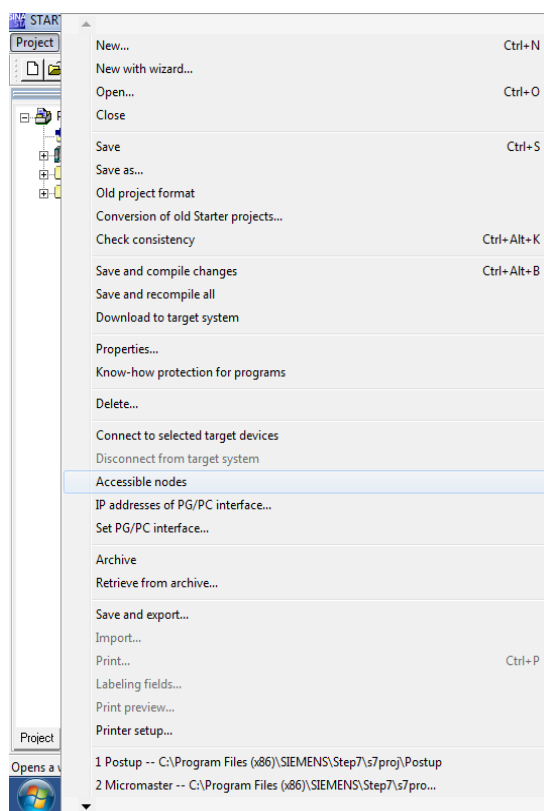 START
Project
New... Ctrl+N
New with wizard...
Open... Ctrl+O
Close
Save Ctrl+S
Save as...
Old project format
Conversion of old Starter projects...
Check consistency Ctrl+Alt+K
Save and compile changes Ctrl+Alt+B
Save and recompile all
Download to target system
Properties...
Know-how protection for programs
Delete...
Connect to selected target devices
Disconnect from target system
Accessible nodes
IP addresses of PG/PC interface...
Set PG/PC interface...
Archive
Retrieve from archive...
Save and export...
Import...
Print... Ctrl+P
Labeling fields...
Print preview...
Printer setup...
Project
1 Postup -- C:\Program Files (x86)\SIEMENS\Step7\s7proj\Postup
Opens a
2 Micromaster -- C:\Program Files (x86)\SIEMENS\Step7\s7pro...